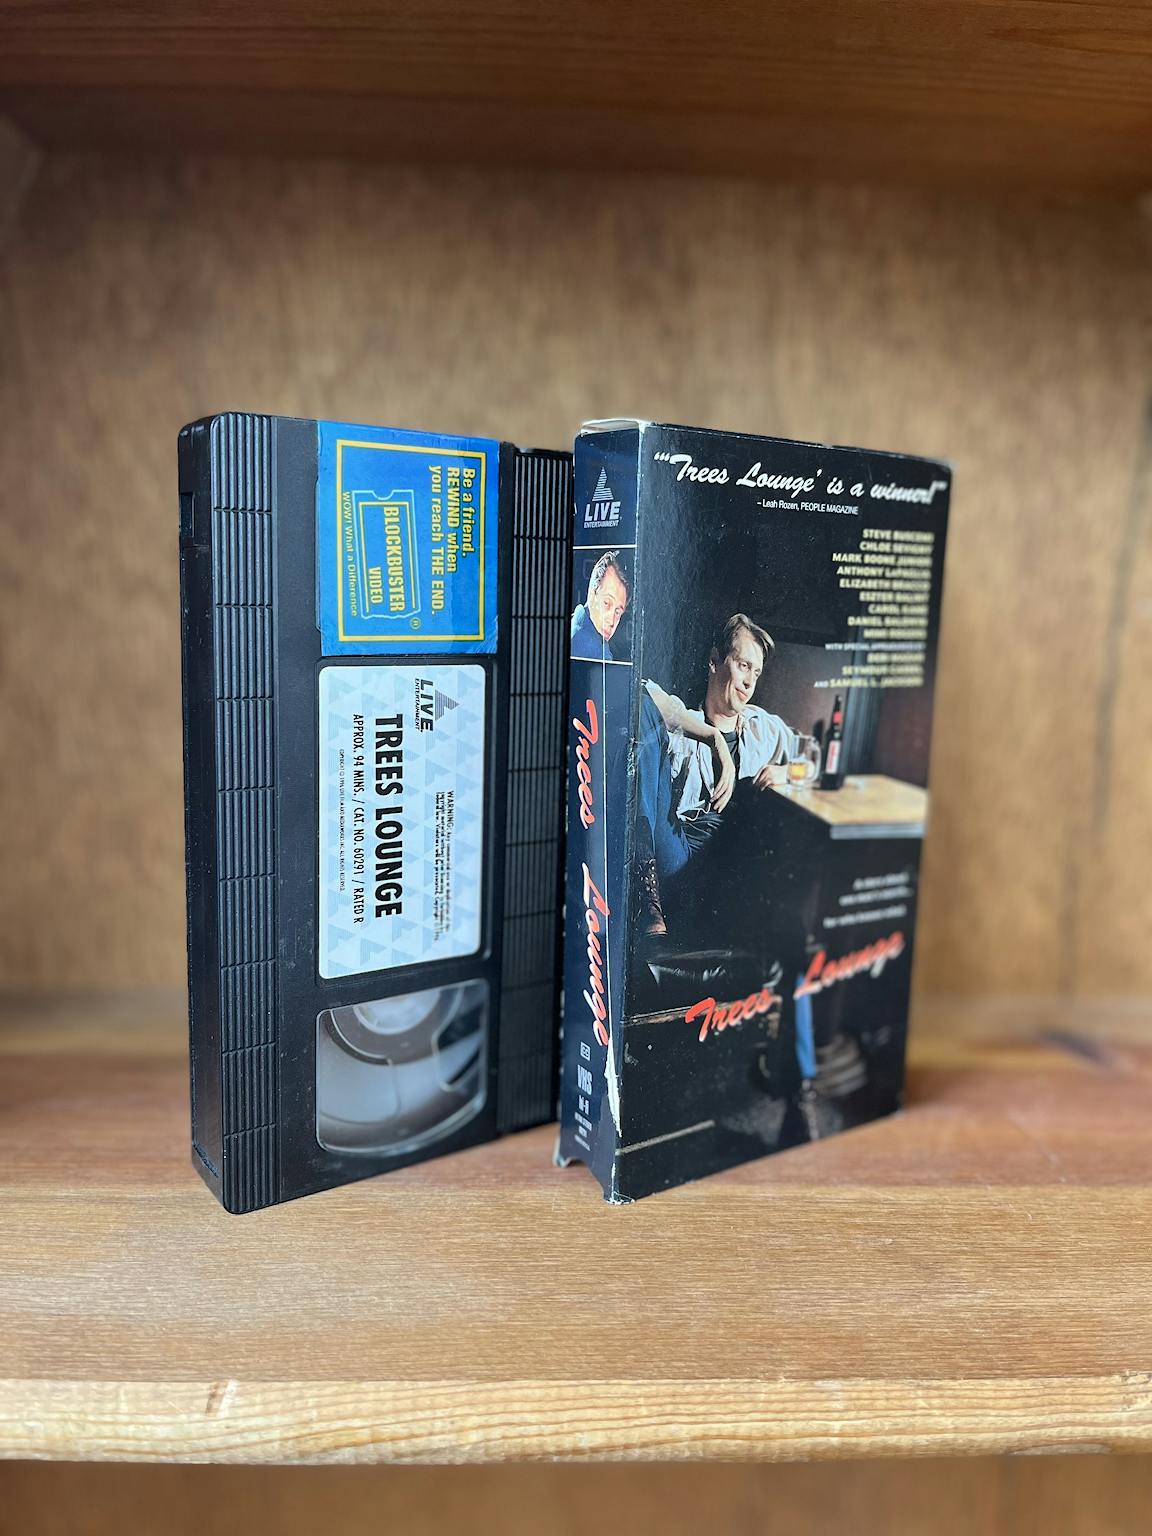 Be a friend.
REWIND when
you reach THE END.
BLOCKBUSTER
VIDEO
®
WOW! What a Difference
LIVE
ENTERTAINMENT
TREES LOUNGE
APPROX. 94 MINS. / CAT. NO. 60291 / RATED R
LIVE
ENTERTAINMENT
Trees Lounge
VHS
"'Trees Lounge' is a winner!"
– Leah Rozen, PEOPLE MAGAZINE
STEVE BUSCEMI
CHLOE SEVIGNY
MARK BOONE JUNIOR
ANTHONY LAPAGLIA
ELIZABETH BRACCO
ESZTER BALINT
CAROL KANE
DANIEL BALDWIN
MIMI ROGERS
WITH SPECIAL APPEARANCES BY
SEYMOUR CASSEL
AND SAMUEL L. JACKSON
Trees Lounge